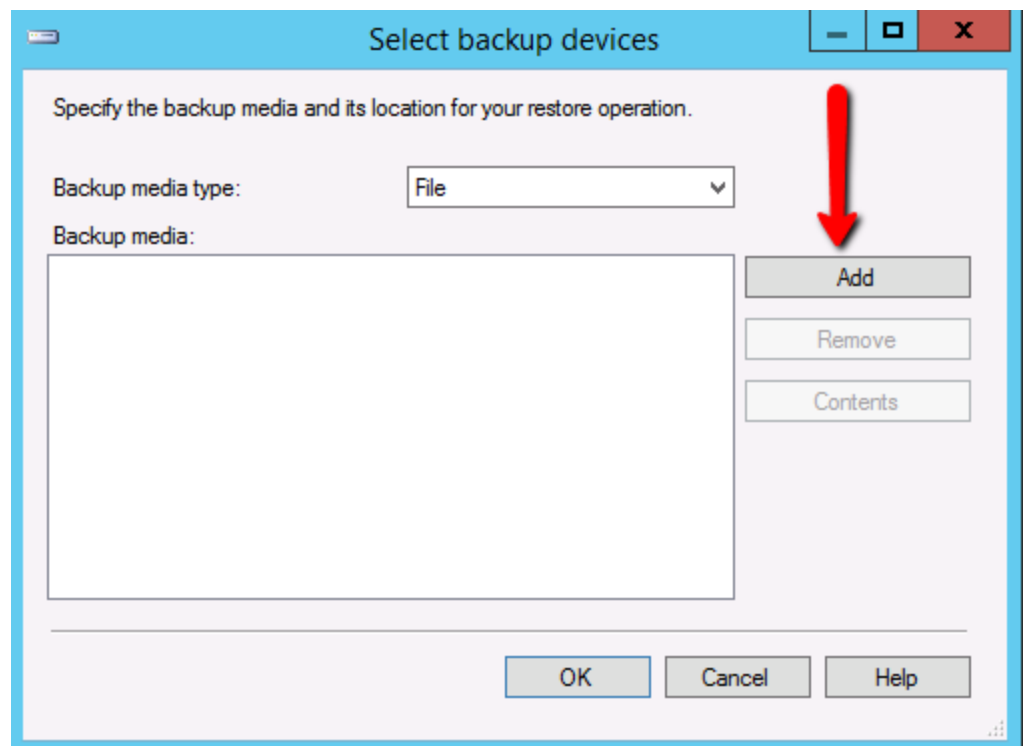 Select backup devices
Specify the backup media and its location for your restore operation.
Backup media type:
File
Backup media:
Add
Remove
Contents
OK
Cancel
Help